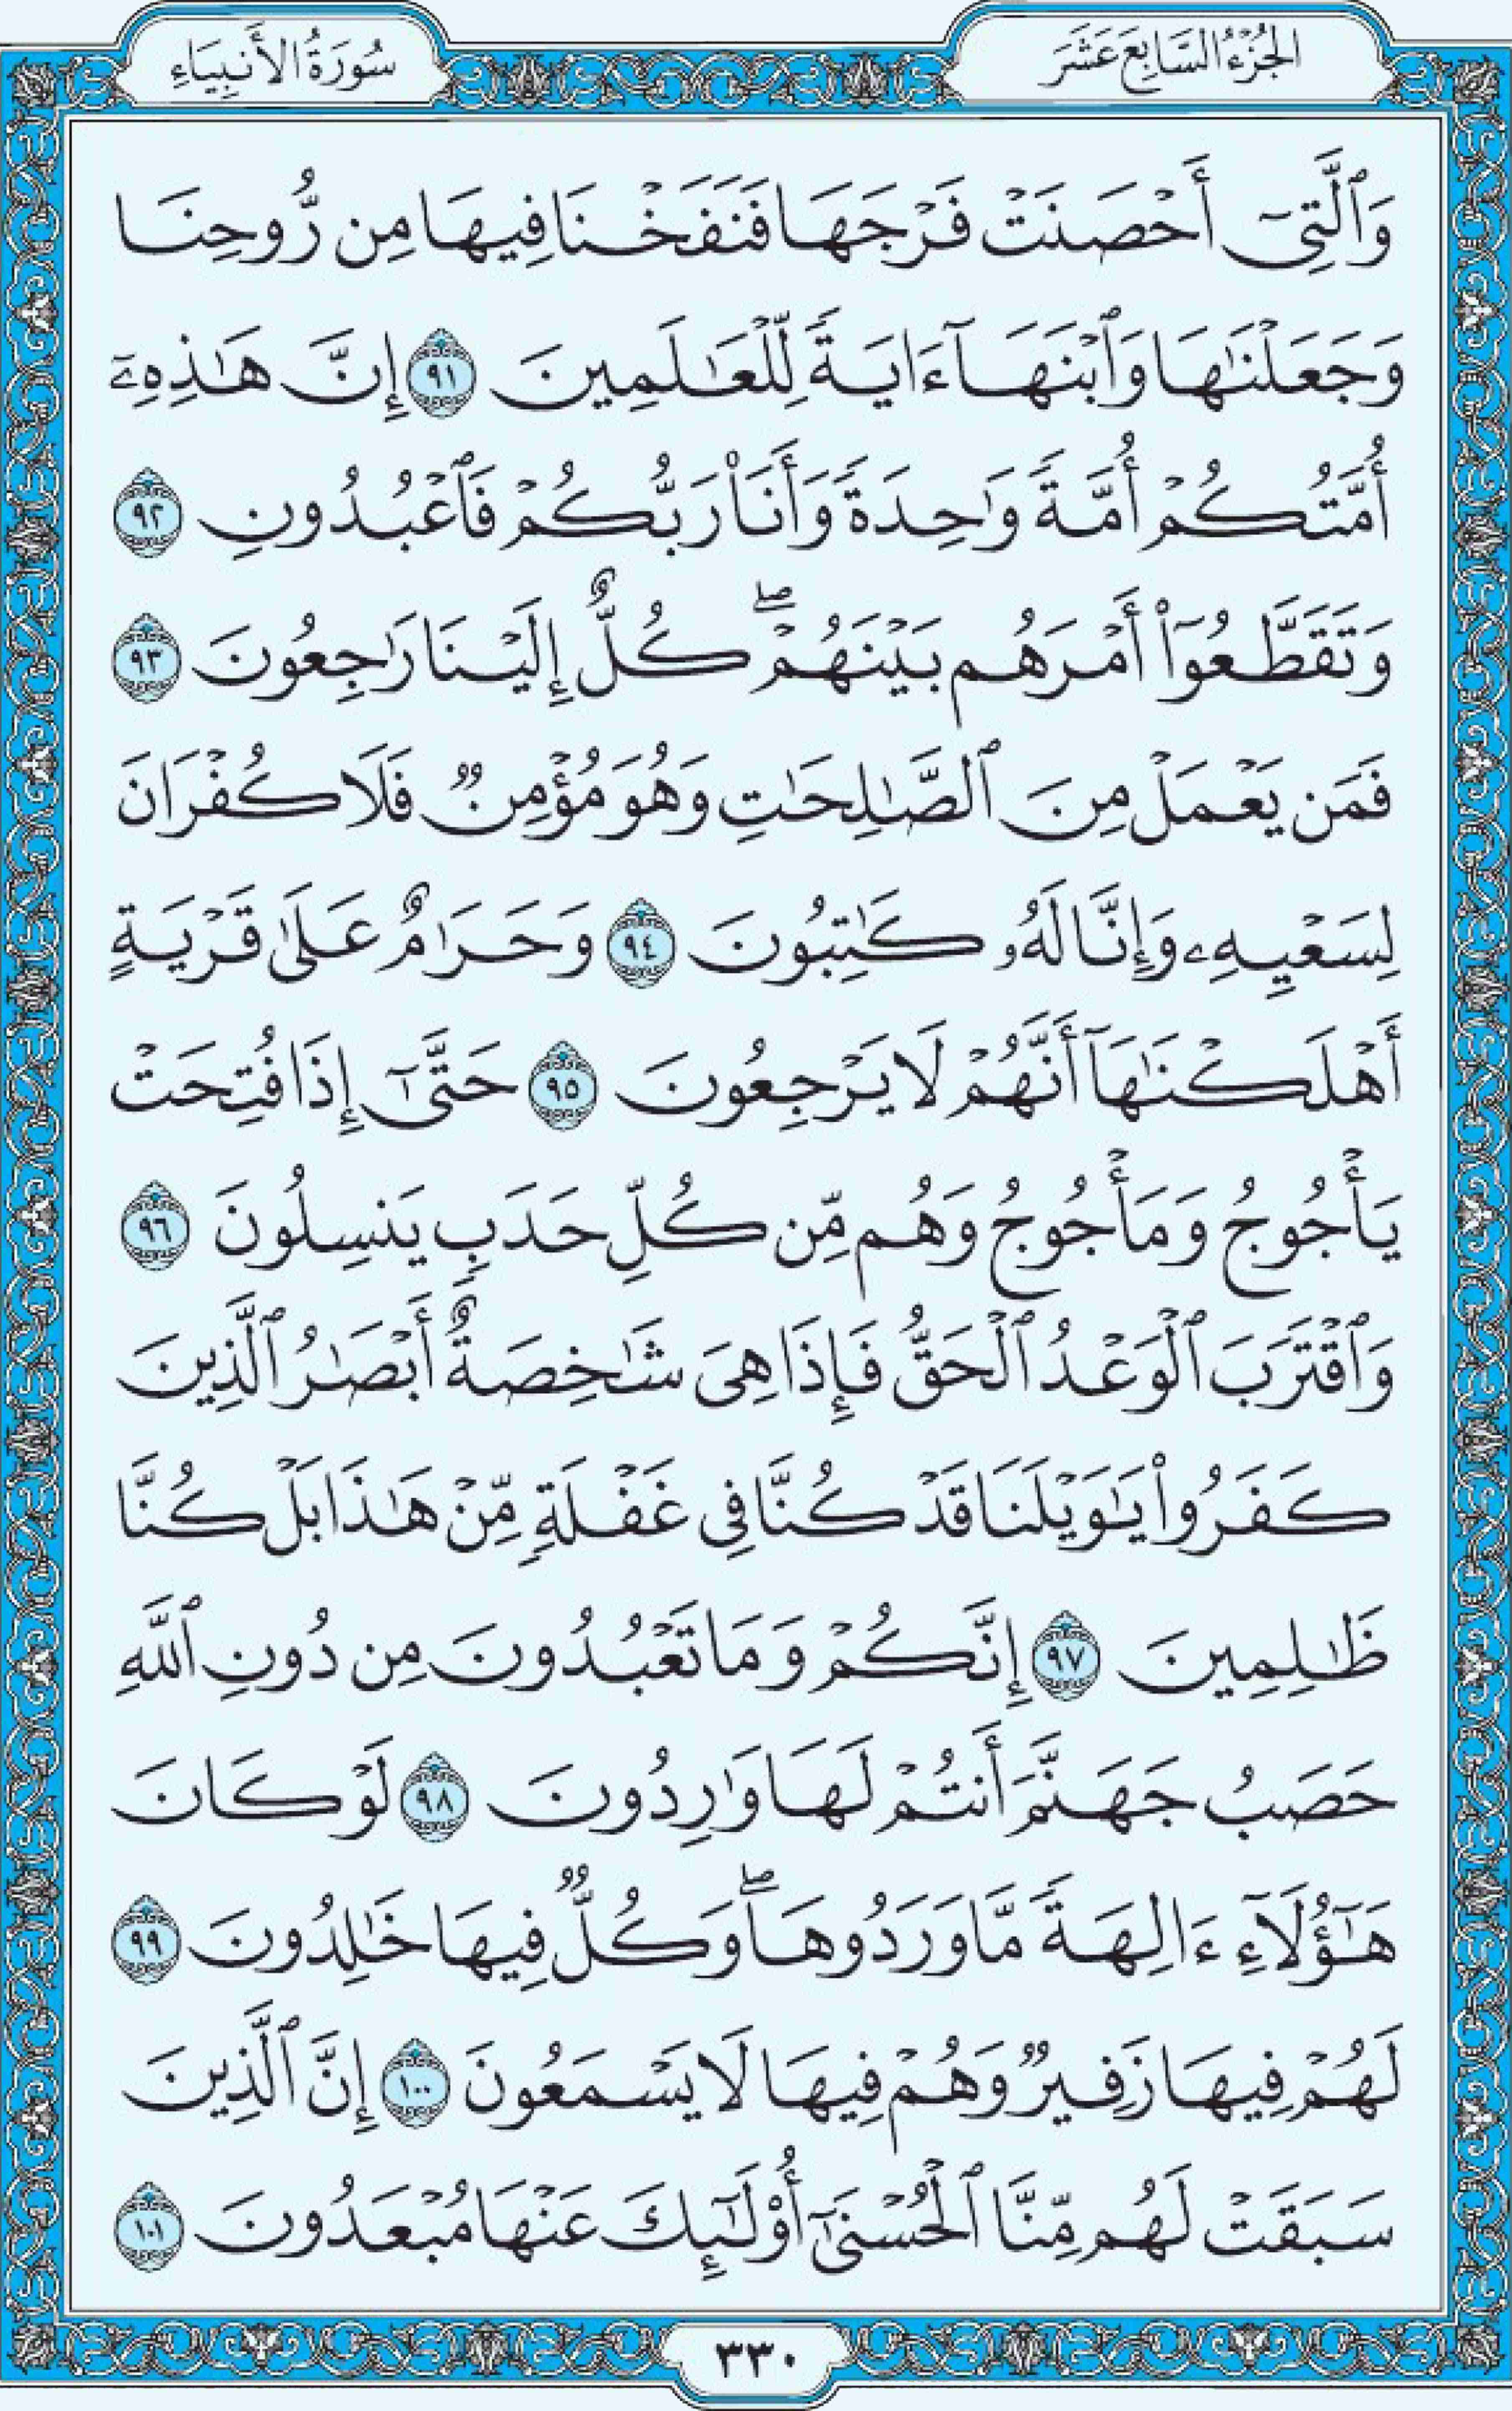 الجُزْءُ السَّابِعَ عَشَرَ
سُورَةُ الأَنبِيَاءِ
وَٱلَّتِىٓ أَحْصَنَتْ فَرْجَهَا فَنَفَخْنَا فِيهَا مِن رُّوحِنَا
وَجَعَلْنَٰهَا وَٱبْنَهَآ ءَايَةً لِّلْعَٰلَمِينَ ٩١ إِنَّ هَٰذِهِۦٓ
أُمَّتُكُمْ أُمَّةً وَٰحِدَةً وَأَنَا۠ رَبُّكُمْ فَٱعْبُدُونِ ٩٢
وَتَقَطَّعُوٓا۟ أَمْرَهُم بَيْنَهُمْ ۖ كُلٌّ إِلَيْنَا رَٰجِعُونَ ٩٣
فَمَن يَعْمَلْ مِنَ ٱلصَّٰلِحَٰتِ وَهُوَ مُؤْمِنٌ فَلَا كُفْرَانَ
لِسَعْيِهِۦ وَإِنَّا لَهُۥ كَٰتِبُونَ ٩٤ وَحَرَٰمٌ عَلَىٰ قَرْيَةٍ
أَهْلَكْنَٰهَآ أَنَّهُمْ لَا يَرْجِعُونَ ٩٥ حَتَّىٰٓ إِذَا فُتِحَتْ
يَأْجُوجُ وَمَأْجُوجُ وَهُم مِّن كُلِّ حَدَبٍ يَنسِلُونَ ٩٦
وَٱقْتَرَبَ ٱلْوَعْدُ ٱلْحَقُّ فَإِذَا هِىَ شَٰخِصَةٌ أَبْصَٰرُ ٱلَّذِينَ
كَفَرُوا۟ يَٰوَيْلَنَا قَدْ كُنَّا فِى غَفْلَةٍ مِّنْ هَٰذَا بَلْ كُنَّا
ظَٰلِمِينَ ٩٧ إِنَّكُمْ وَمَا تَعْبُدُونَ مِن دُونِ ٱللَّهِ
حَصَبُ جَهَنَّمَ أَنتُمْ لَهَا وَٰرِدُونَ ٩٨ لَوْ كَانَ
هَٰٓؤُلَآءِ ءَالِهَةً مَّا وَرَدُوهَا ۖ وَكُلٌّ فِيهَا خَٰلِدُونَ ٩٩
لَهُمْ فِيهَا زَفِيرٌ وَهُمْ فِيهَا لَا يَسْمَعُونَ ١٠٠ إِنَّ ٱلَّذِينَ
سَبَقَتْ لَهُم مِّنَّا ٱلْحُسْنَىٰٓ أُو۟لَٰٓئِكَ عَنْهَا مُبْعَدُونَ ١٠١
٣٣٠